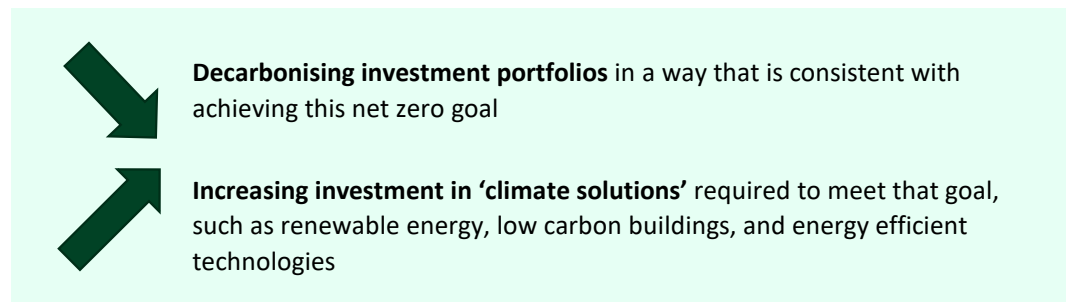 Decarbonising investment portfolios in a way that is consistent with
achieving this net zero goal
Increasing investment in ‘climate solutions’ required to meet that goal,
such as renewable energy, low carbon buildings, and energy efficient
technologies